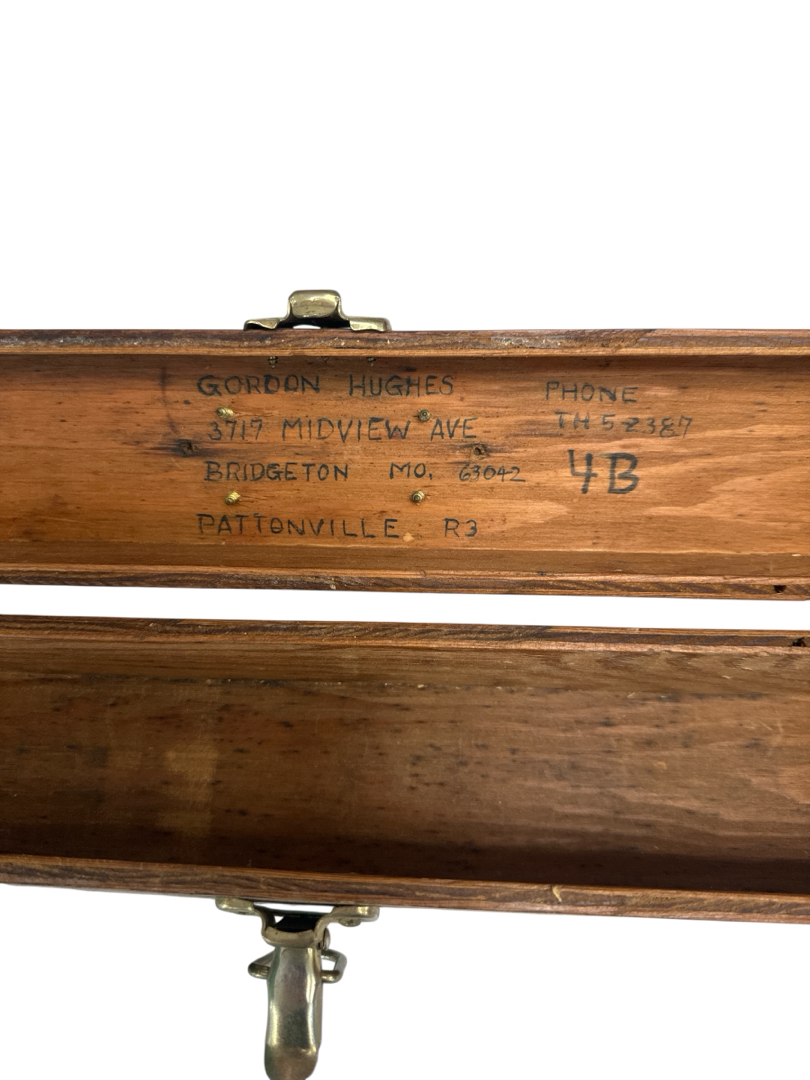 GORDON HUGHES
3717 MIDVIEW AVE
BRIDGETON MO. 63042
PATTONVILLE R3
PHONE
TH 5 2387
4B